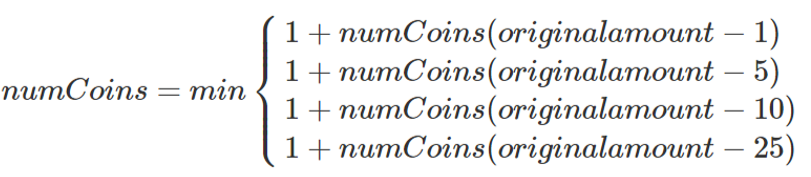 numCoins = min { 1 + numCoins(originalamount − 1)
1 + numCoins(originalamount − 5)
1 + numCoins(originalamount − 10)
1 + numCoins(originalamount − 25)